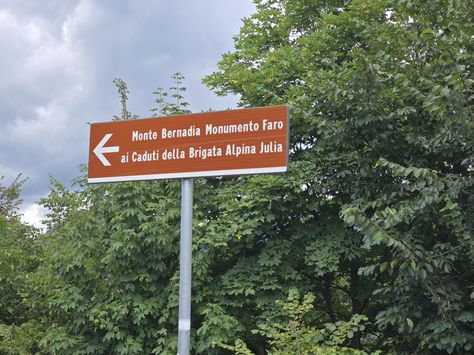 Monte Bernadia Monumento Faro
ai Caduti della Brigata Alpina Julia